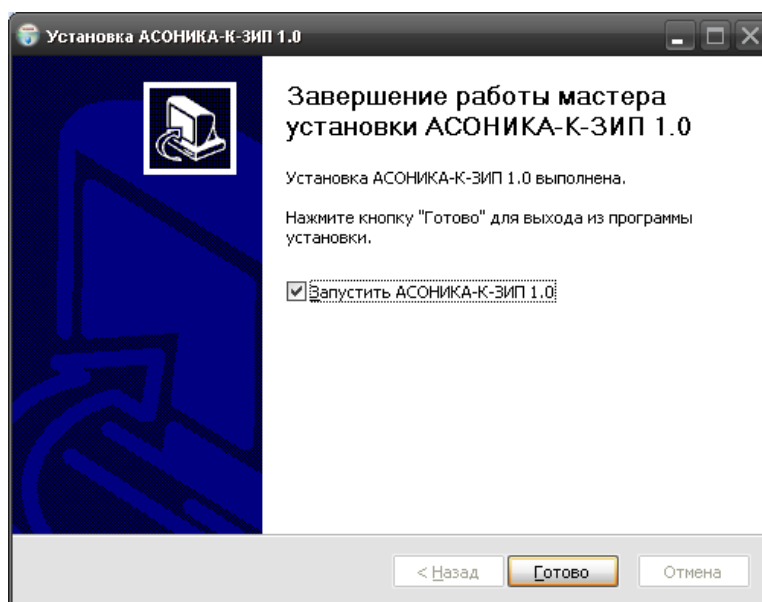 Установка АСОНИКА-К-ЗИП 1.0
Завершение работы мастера
установки АСОНИКА-К-ЗИП 1.0
Установка АСОНИКА-К-ЗИП 1.0 выполнена.
Нажмите кнопку "Готово" для выхода из программы
установки.
Запустить АСОНИКА-К-ЗИП 1.0
< Назад Готово Отмена